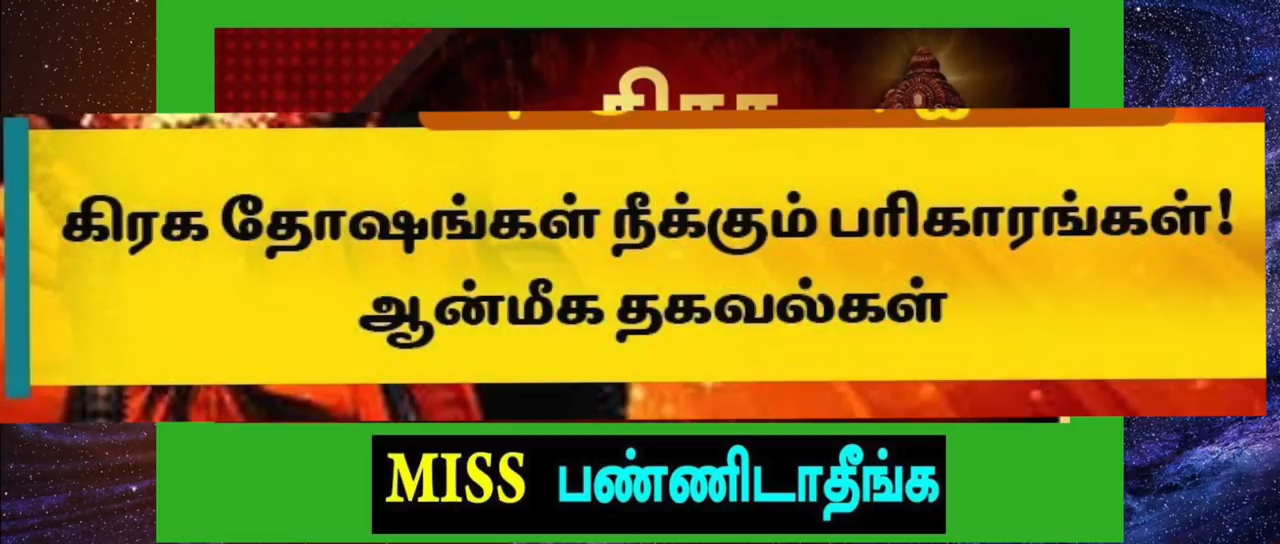 கிரக தோஷங்கள் நீக்கும் பரிகாரங்கள்!
ஆன்மீக தகவல்கள்
MISS பண்ணிடாதீங்க